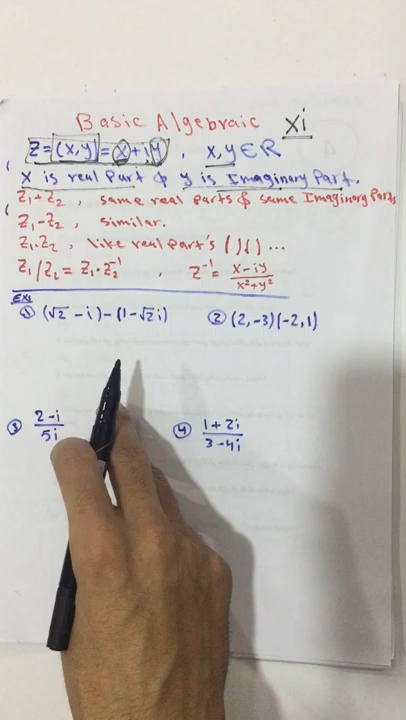 Basic Algebraic xi
Z = (x,y) = x + iy , x,y ∈ R
x is real Part & y is Imaginary Part.
Z1+Z2 , same real parts & same Imaginary Parts
Z1-Z2 , similar.
Z1.Z2 , like real part's ( )( ) ...
Z1/Z2 = Z1.Z2^-1 , Z^-1 = x-iy / x²+y²
Ex:
① (√2 - i) - (1 - √2 i) ② (2,-3)(-2,1)
③ 2-i / 5i ④ 1+2i / 3-4i